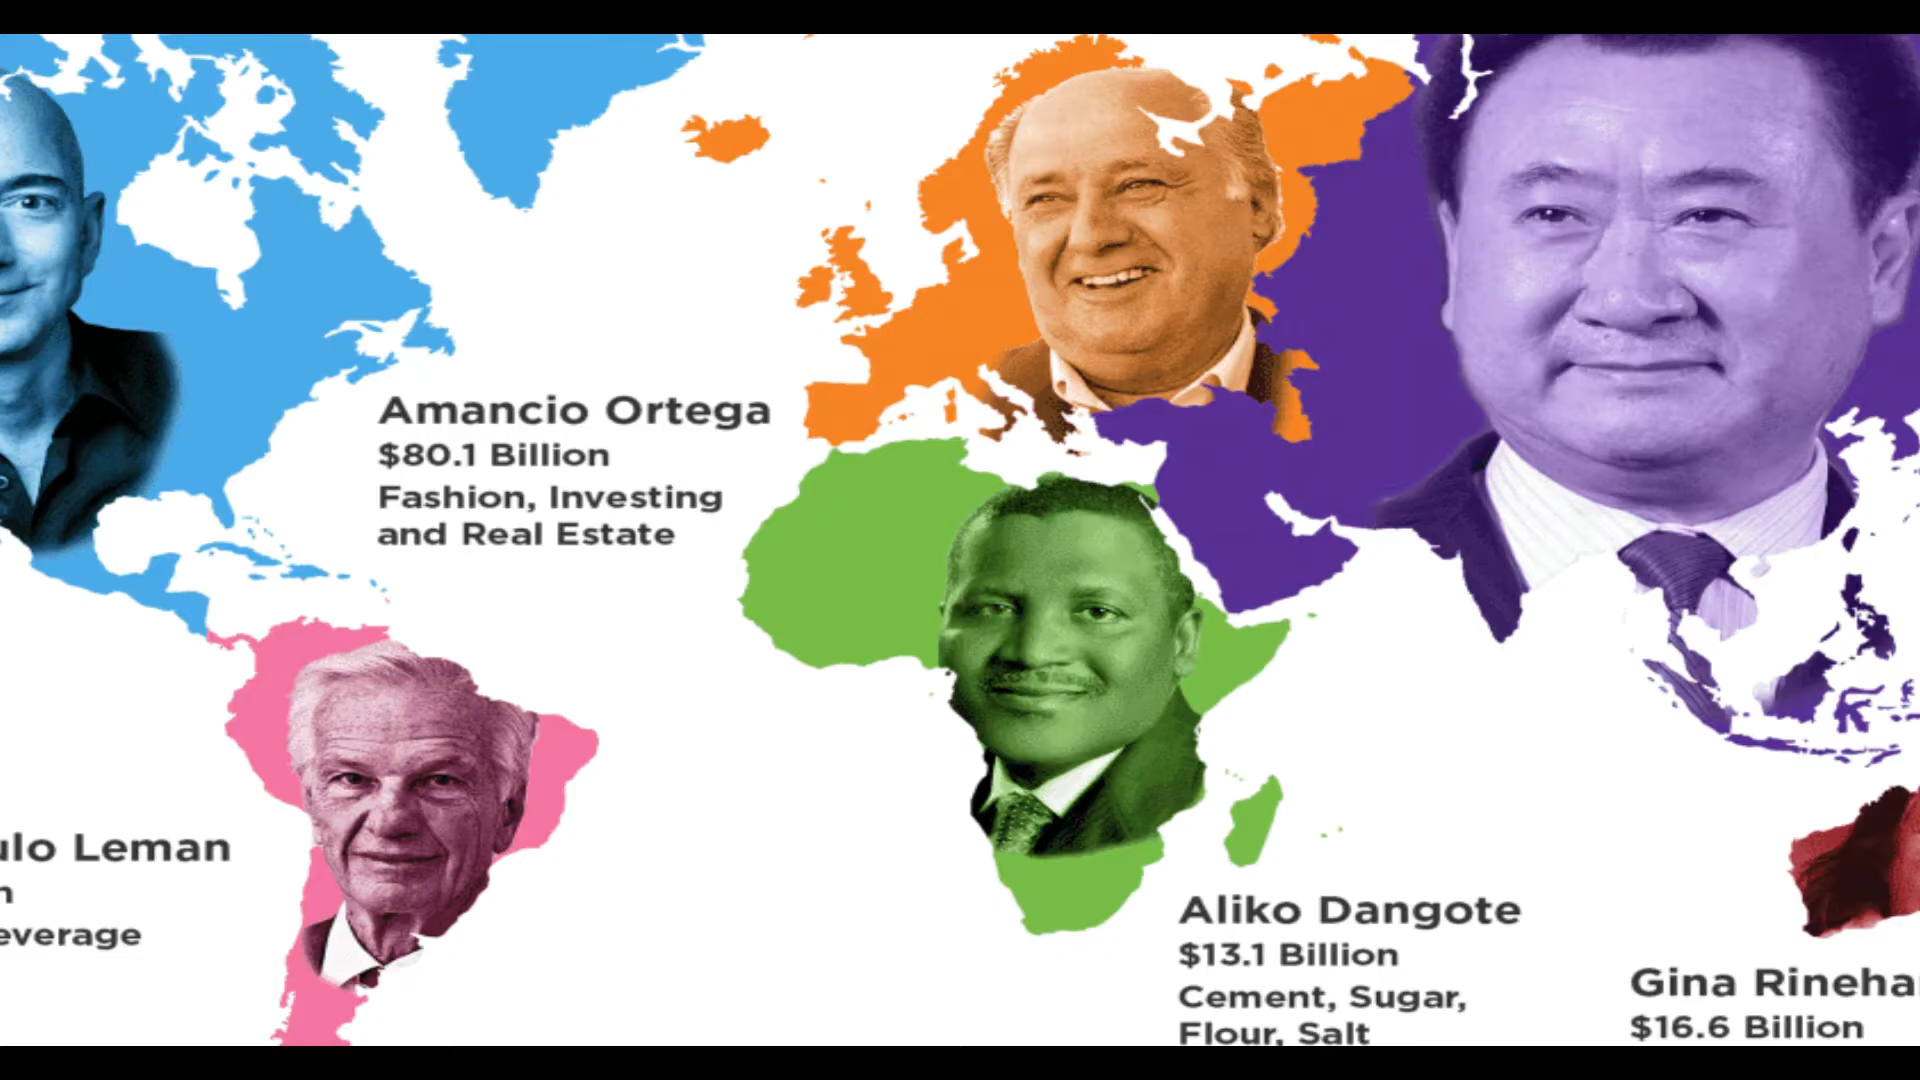 Amancio Ortega
$80.1 Billion
Fashion, Investing
and Real Estate
ulo Leman
n
everage
Aliko Dangote
$13.1 Billion
Cement, Sugar,
Flour, Salt
Gina Rineha
$16.6 Billion